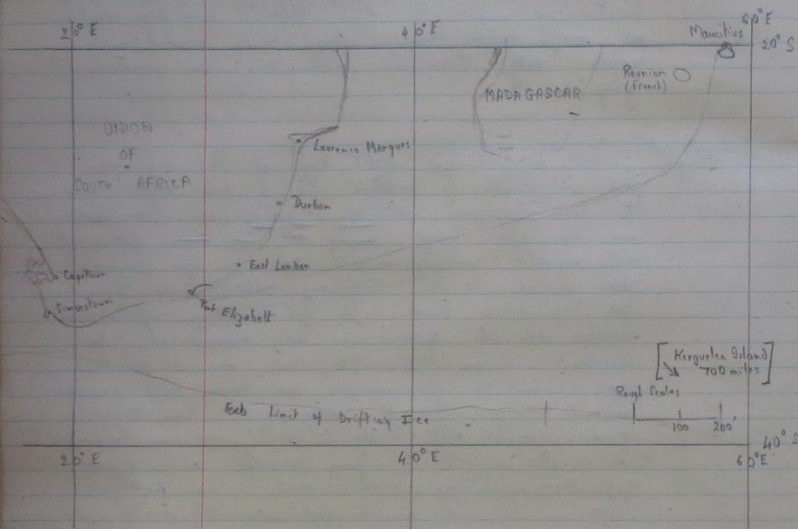 20°E
40°E
60°E
Mauritius
20° S
Reunion
(French)
MADAGASCAR
UNION
OF
SOUTH AFRICA
Lourenco Marques
Durban
East London
Capetown
Simonstown
Port Elizabeth
[Kerguelen Island
700 miles]
Rough Scales
100 200'
Feb Limit of Drifting Ice
40° S
20°E
40°E
60°E